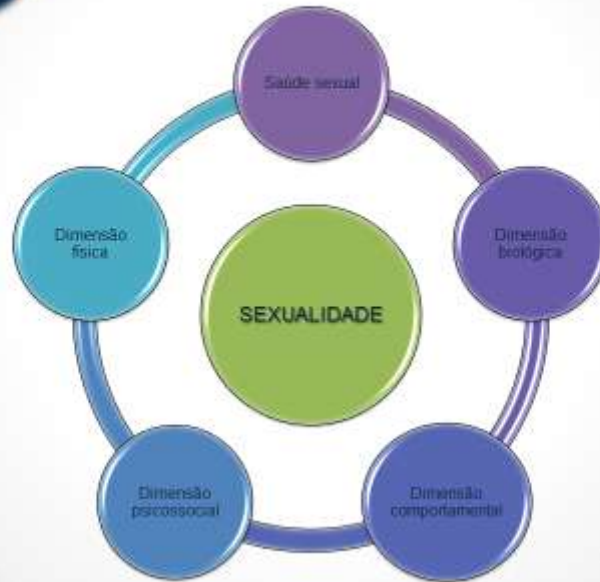 Saúde sexual
Dimensão
física
Dimensão
biológica
SEXUALIDADE
Dimensão
psicossocial
Dimensão
comportamental